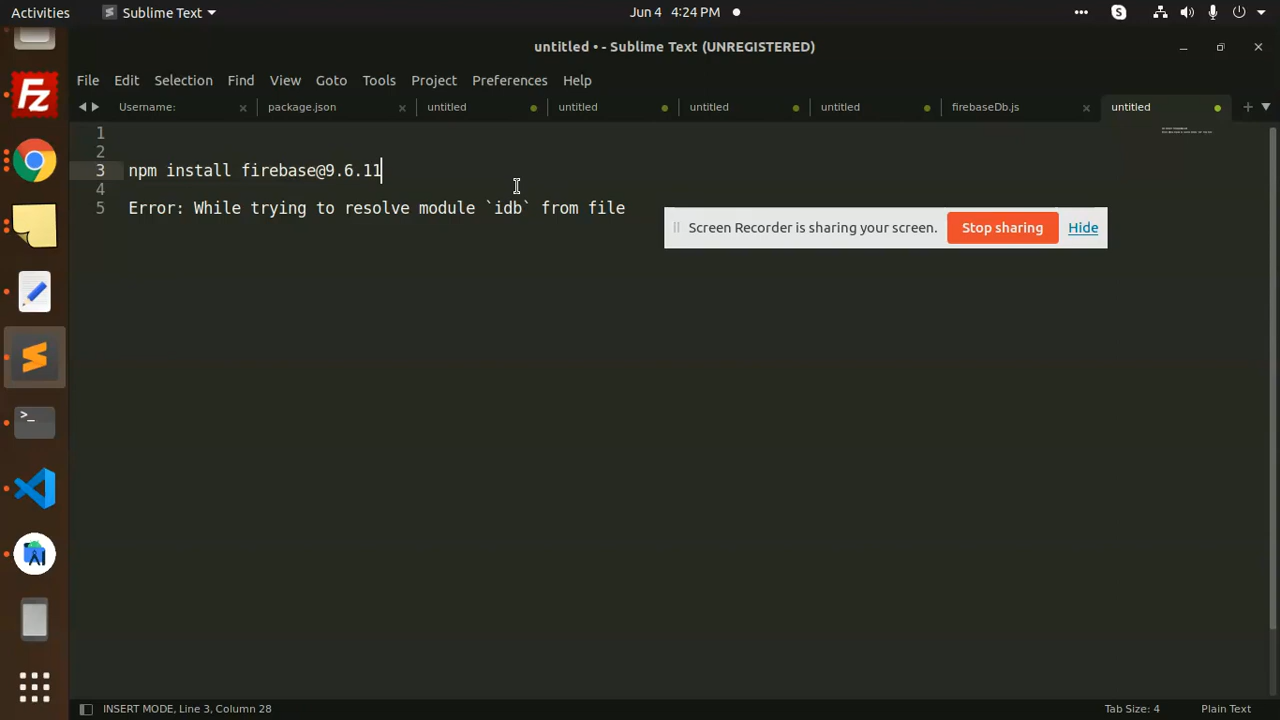 Activities
Sublime Text
Jun 4 4:24 PM
untitled • - Sublime Text (UNREGISTERED)
File Edit Selection Find View Goto Tools Project Preferences Help
Username: package.json untitled untitled untitled untitled firebaseDb.js untitled
1
2
3 npm install firebase@9.6.11
4
5 Error: While trying to resolve module `idb` from file
Screen Recorder is sharing your screen. Stop sharing Hide
INSERT MODE, Line 3, Column 28
Tab Size: 4
Plain Text